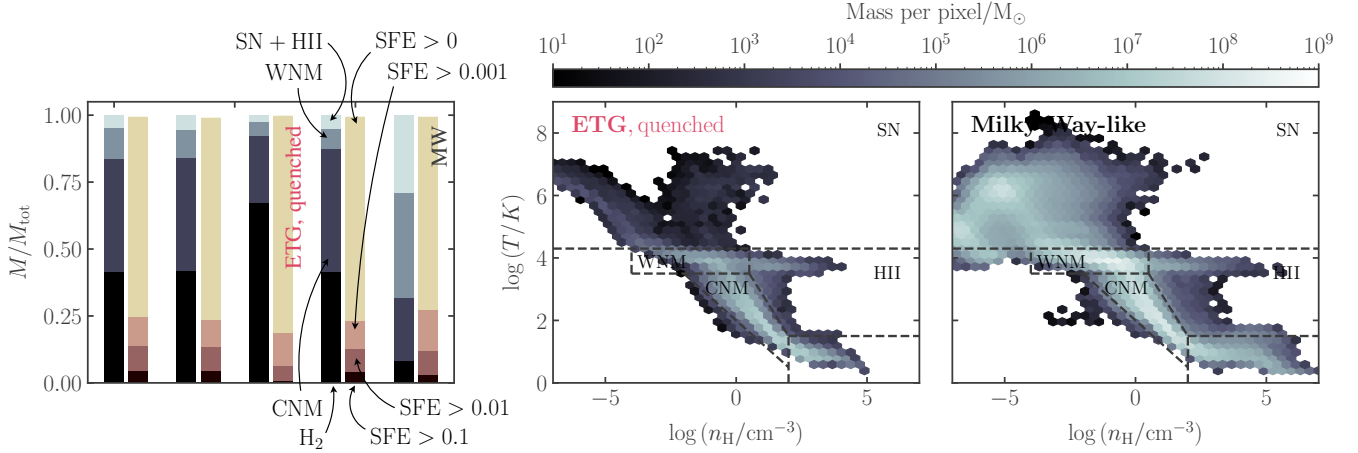 SN + HII
WNM
SFE > 0
SFE > 0.001
Mass per pixel/M⊙
10¹ 10² 10³ 10⁴ 10⁵ 10⁶ 10⁷ 10⁸ 10⁹
M/M_tot
1.00
0.75
0.50
0.25
0.00
ETG, quenched
MW
CNM
H₂
SFE > 0.01
SFE > 0.1
log (T/K)
8
6
4
2
0
ETG, quenched
SN
WNM
HII
CNM
−5 0 5
log (n_H/cm⁻³)
Milky-Way-like
SN
WNM
HII
CNM
−5 0 5
log (n_H/cm⁻³)